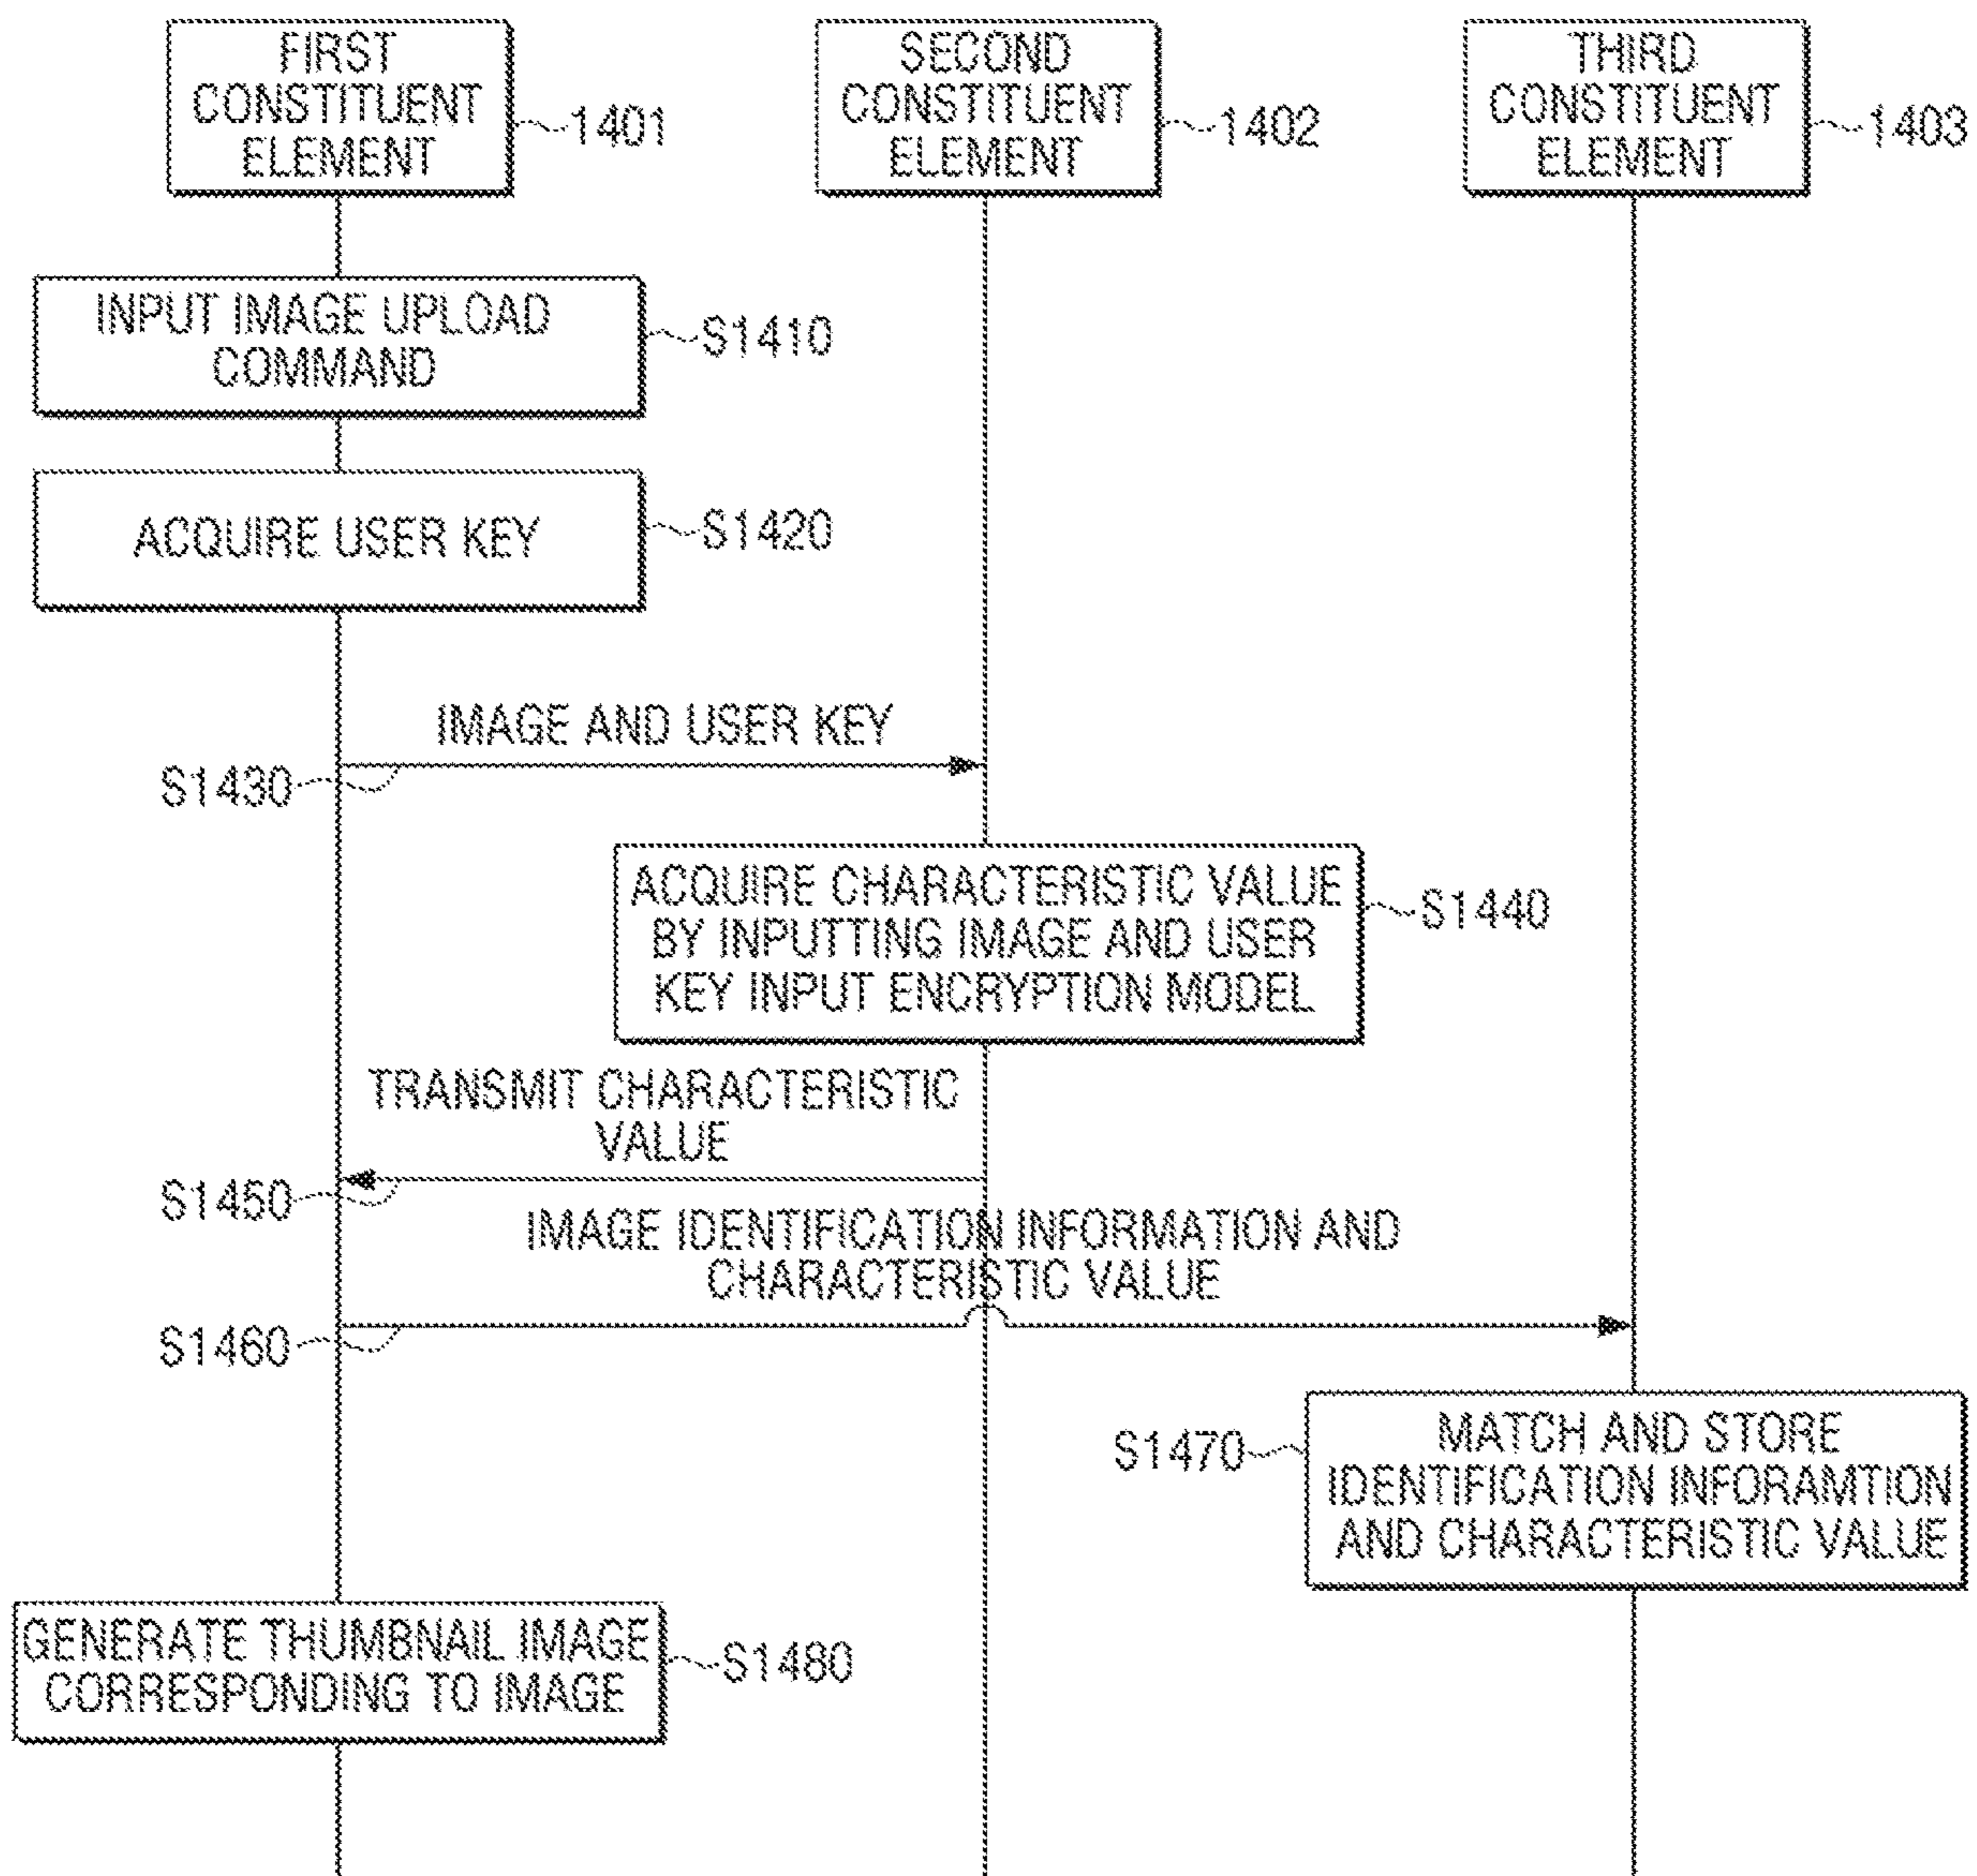 FIRST
CONSTITUENT
ELEMENT
1401
SECOND
CONSTITUENT
ELEMENT
1402
THIRD
CONSTITUENT
ELEMENT
1403
INPUT IMAGE UPLOAD
COMMAND
S1410
ACQUIRE USER KEY
S1420
IMAGE AND USER KEY
S1430
ACQUIRE CHARACTERISTIC VALUE
BY INPUTTING IMAGE AND USER
KEY INPUT ENCRYPTION MODEL
S1440
TRANSMIT CHARACTERISTIC
VALUE
S1450
IMAGE IDENTIFICATION INFORMATION AND
CHARACTERISTIC VALUE
S1460
MATCH AND STORE
IDENTIFICATION INFORAMTION
AND CHARACTERISTIC VALUE
S1470
GENERATE THUMBNAIL IMAGE
CORRESPONDING TO IMAGE
S1480